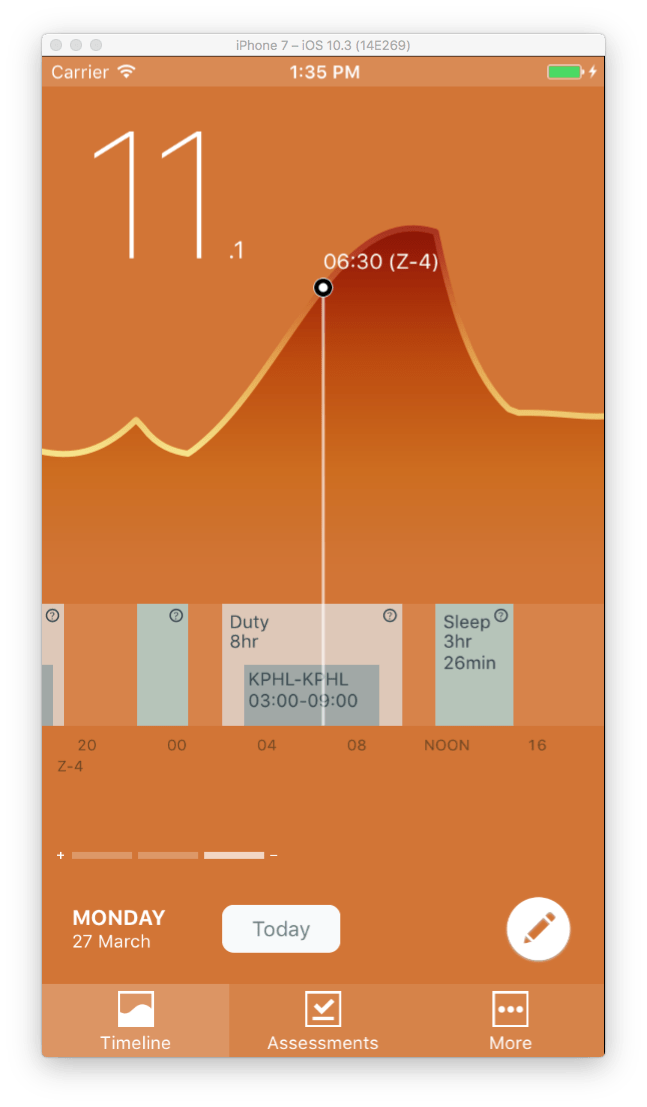 iPhone 7 – iOS 10.3 (14E269)
Carrier 1:35 PM
11.1
06:30 (Z-4)
?
?
Duty ?
8hr
KPHL-KPHL
03:00-09:00
Sleep ?
3hr
26min
20 00 04 08 NOON 16
Z-4
+ –
MONDAY
27 March
Today
Timeline Assessments More